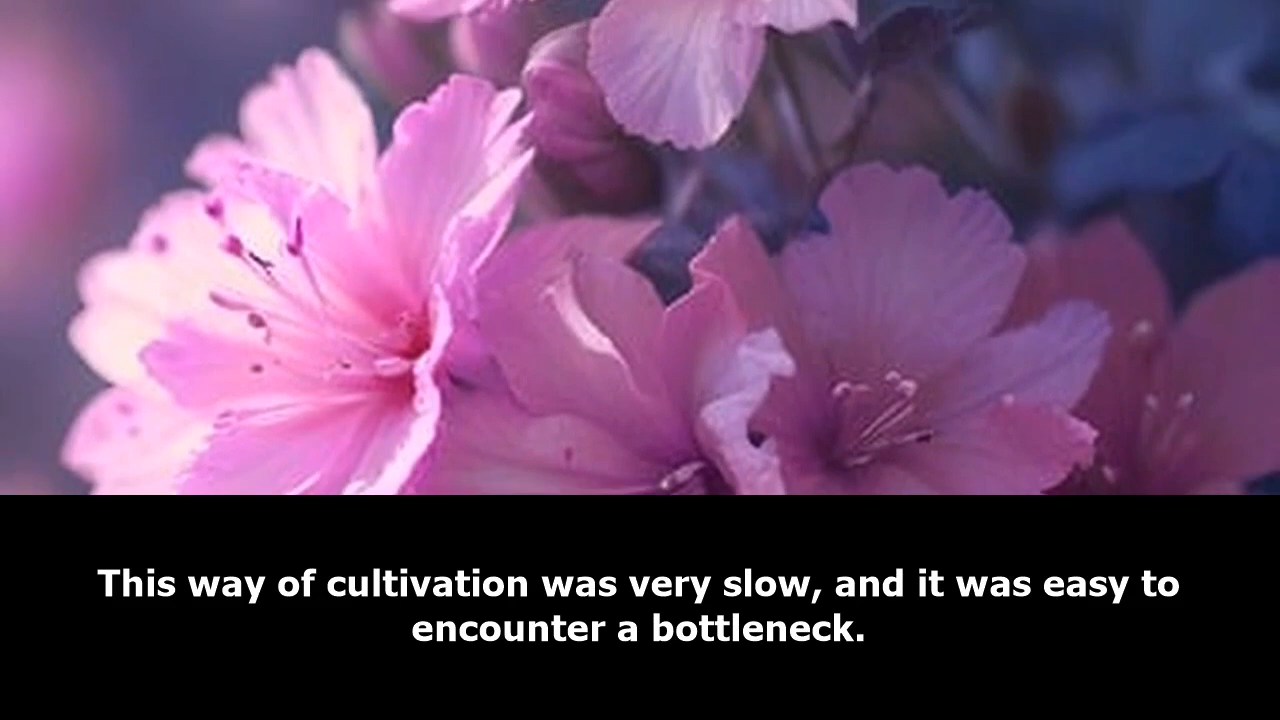 This way of cultivation was very slow, and it was easy to
encounter a bottleneck.